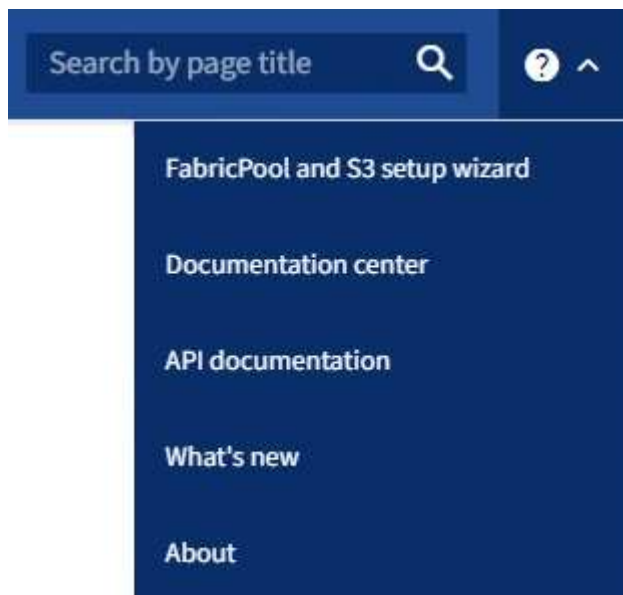 Search by page title
FabricPool and S3 setup wizard
Documentation center
API documentation
What's new
About